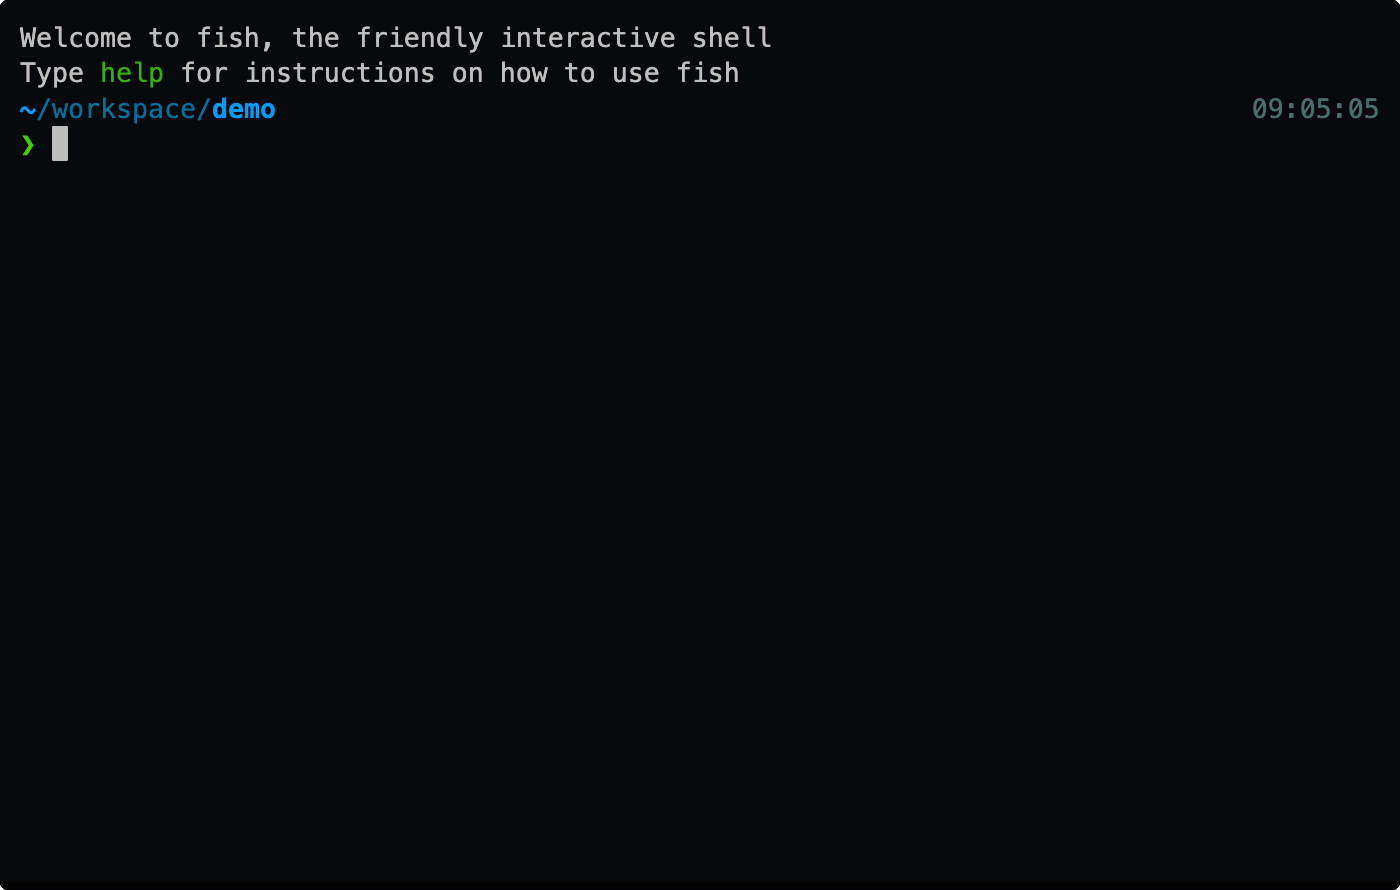 Welcome to fish, the friendly interactive shell
Type help for instructions on how to use fish
~/workspace/demo 09:05:05
❯